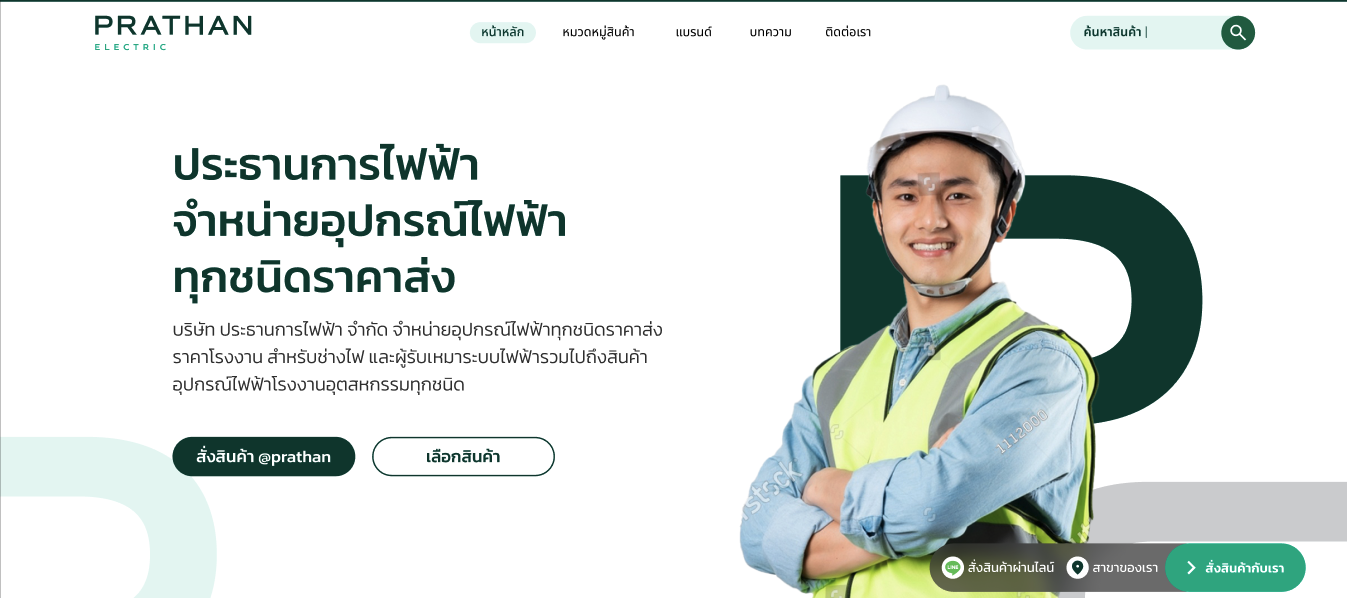 PRATHAN
ELECTRIC
หน้าหลัก
หมวดหมู่สินค้า
แบรนด์
บทความ
ติดต่อเรา
ค้นหาสินค้า |
ประธานการไฟฟ้า
จำหน่ายอุปกรณ์ไฟฟ้า
ทุกชนิดราคาส่ง
บริษัท ประธานการไฟฟ้า จำกัด จำหน่ายอุปกรณ์ไฟฟ้าทุกชนิดราคาส่ง
ราคาโรงงาน สำหรับช่างไฟ และผู้รับเหมาระบบไฟฟ้ารวมไปถึงสินค้า
อุปกรณ์ไฟฟ้าโรงงานอุตสหกรรมทุกชนิด
สั่งสินค้า @prathan
เลือกสินค้า
LINE สั่งสินค้าผ่านไลน์
สาขาของเรา
สั่งสินค้ากับเรา